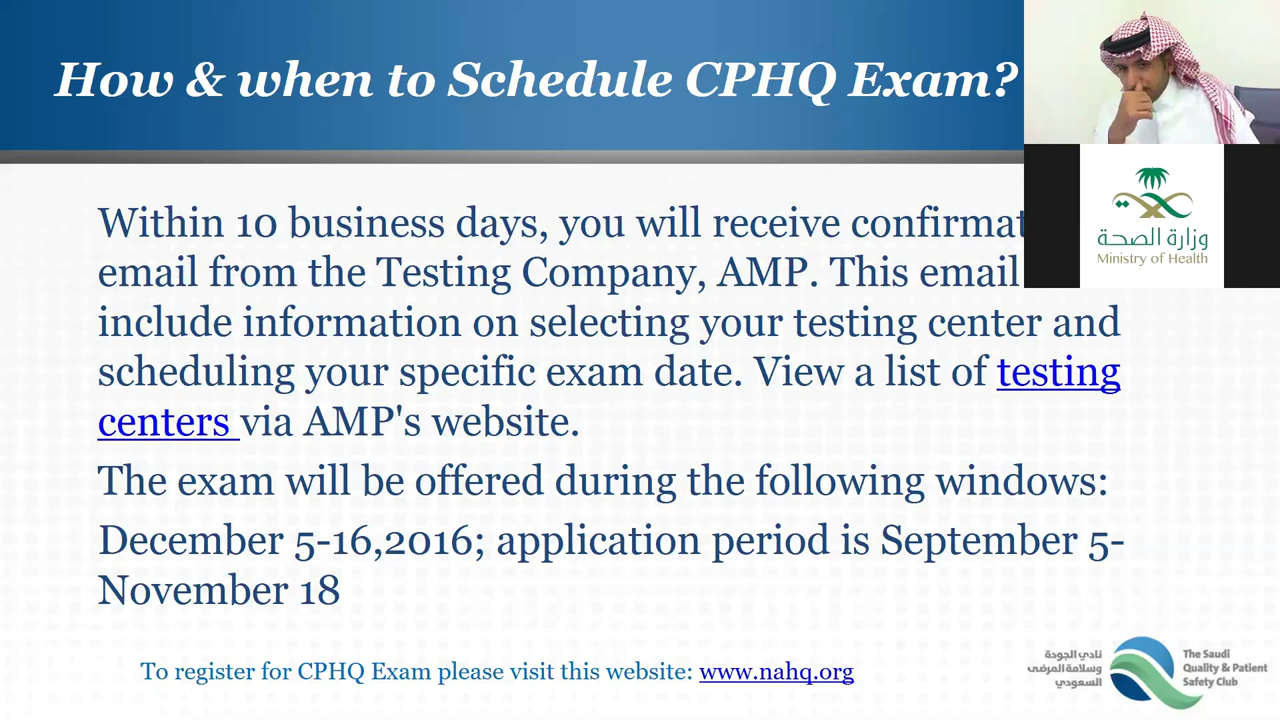 How & when to Schedule CPHQ Exam?
Within 10 business days, you will receive
email from the Testing Company, AMP. This email
include information on selecting your testing center and
scheduling your specific exam date. View a list of testing
centers via AMP's website.
The exam will be offered during the following windows:
December 5-16,2016; application period is September 5-
November 18
To register for CPHQ Exam please visit this website: www.nahq.org
وزارة الصحة
Ministry of Health
نادي الجودة
وسلامة المرضى
السعودي
The Saudi
Quality & Patient
Safety Club